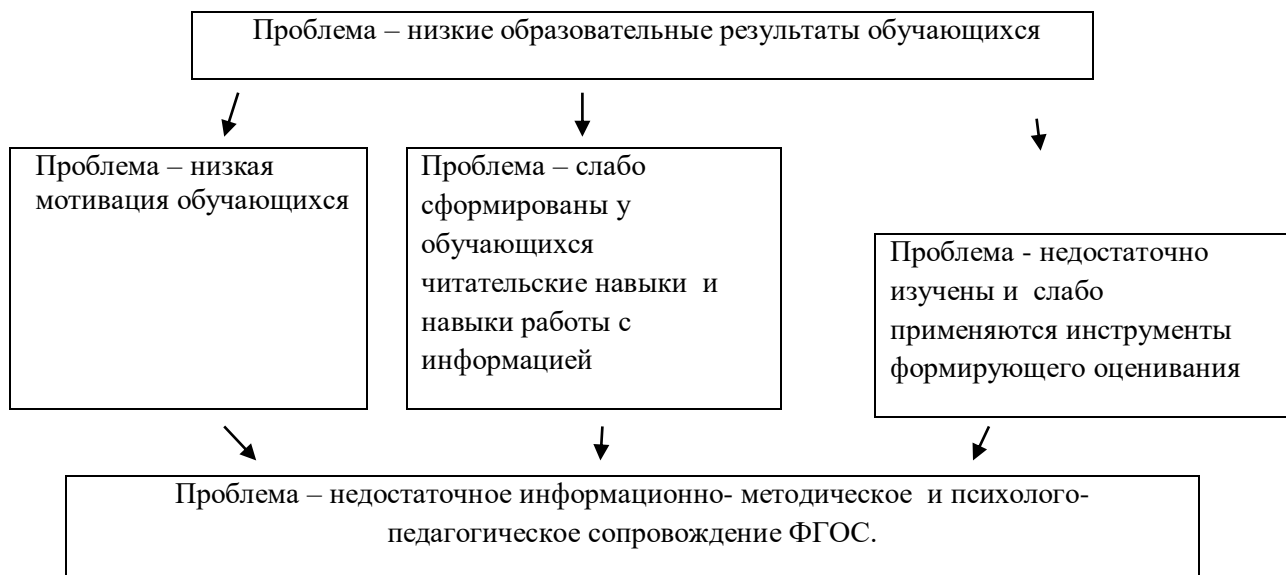 Проблема – низкие образовательные результаты обучающихся
Проблема – низкая
мотивация обучающихся
Проблема – слабо
сформированы у
обучающихся
читательские навыки  и
навыки работы с
информацией
Проблема - недостаточно
изучены и  слабо
применяются инструменты
формирующего оценивания
Проблема – недостаточное информационно- методическое  и психолого-
педагогическое сопровождение ФГОС.